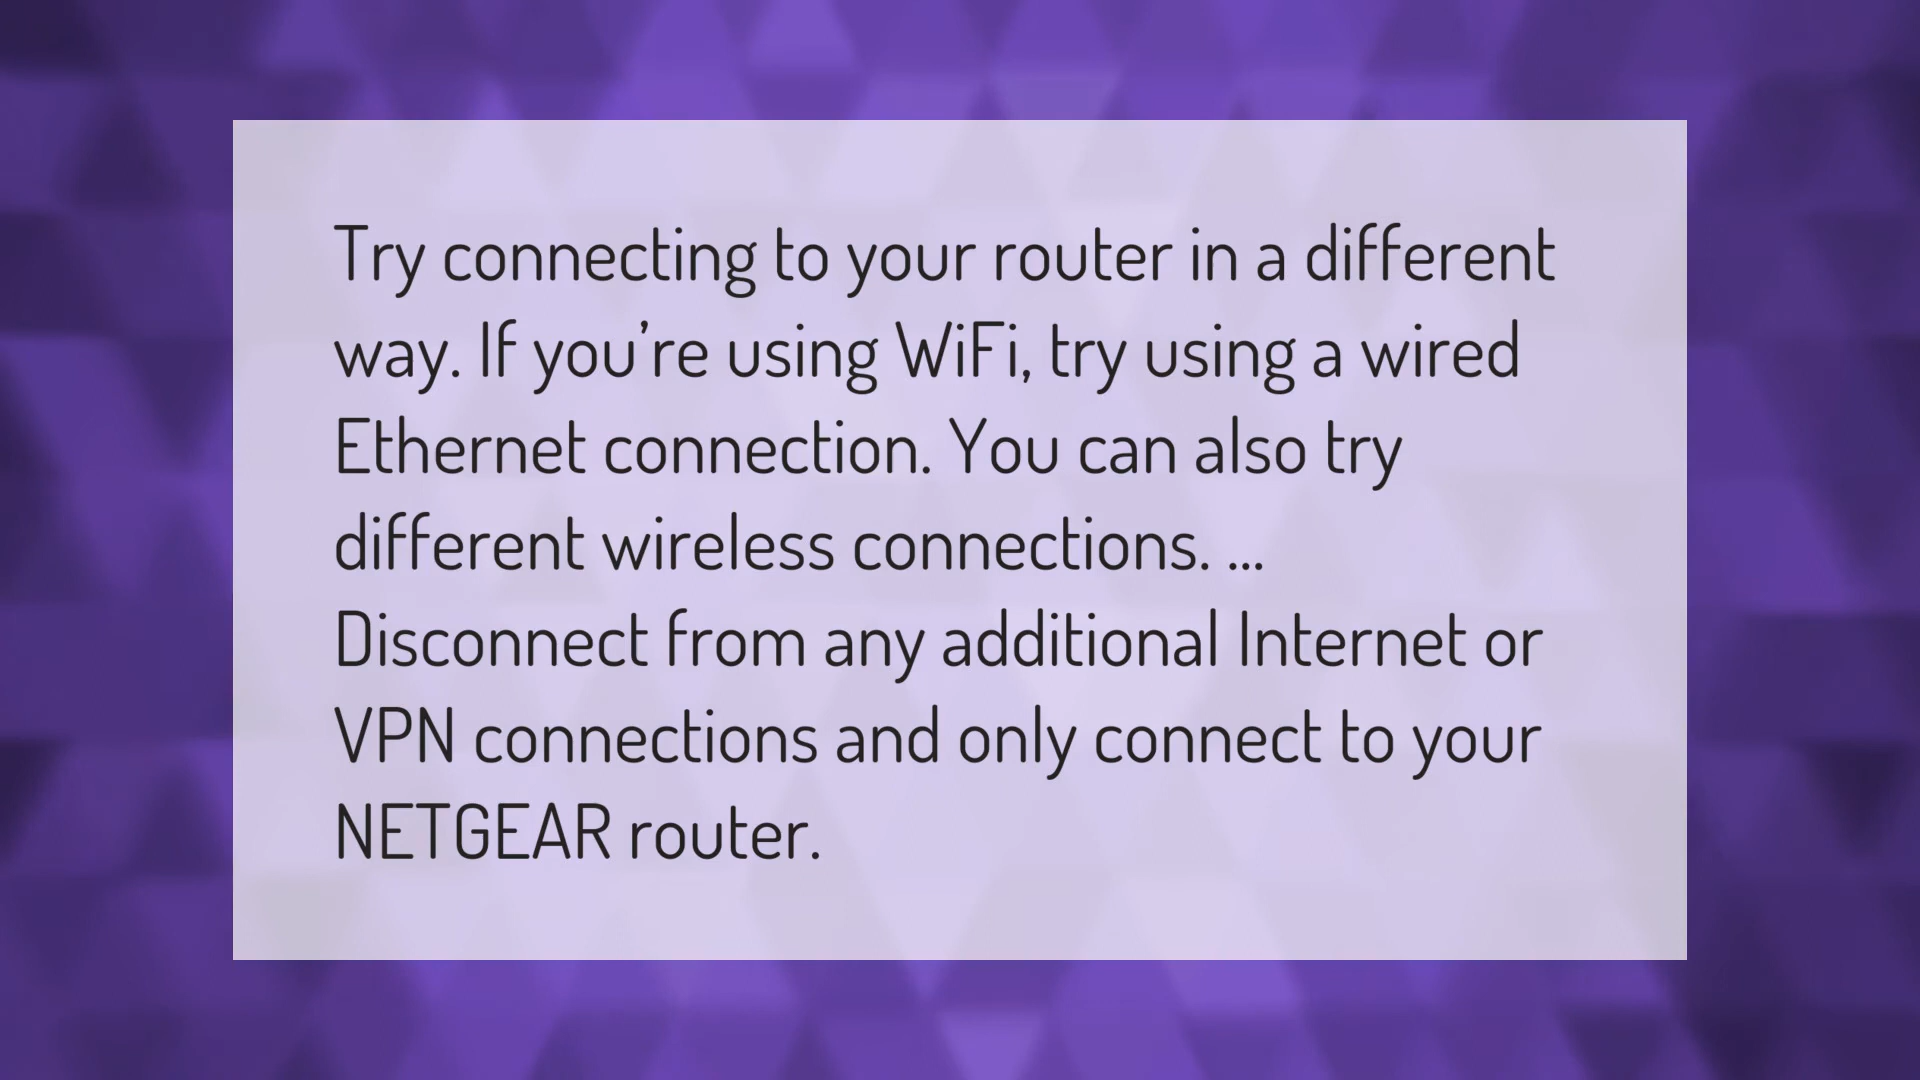 Try connecting to your router in a different
way. If you’re using WiFi, try using a wired
Ethernet connection. You can also try
different wireless connections. ...
Disconnect from any additional Internet or
VPN connections and only connect to your
NETGEAR router.